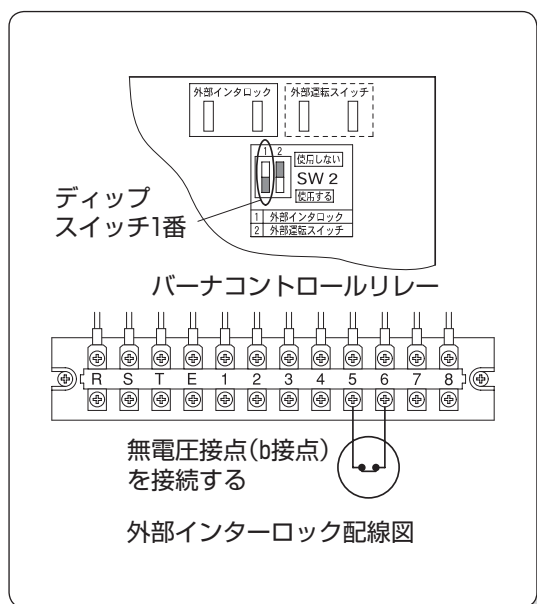 外部インタロック 外部運転スイッチ
1 2
使用しない
SW 2
使用する
1 外部インタロック
2 外部運転スイッチ
ディップ
スイッチ1番
バーナコントロールリレー
R S T E 1 2 3 4 5 6 7 8
無電圧接点(b接点)
を接続する
外部インターロック配線図